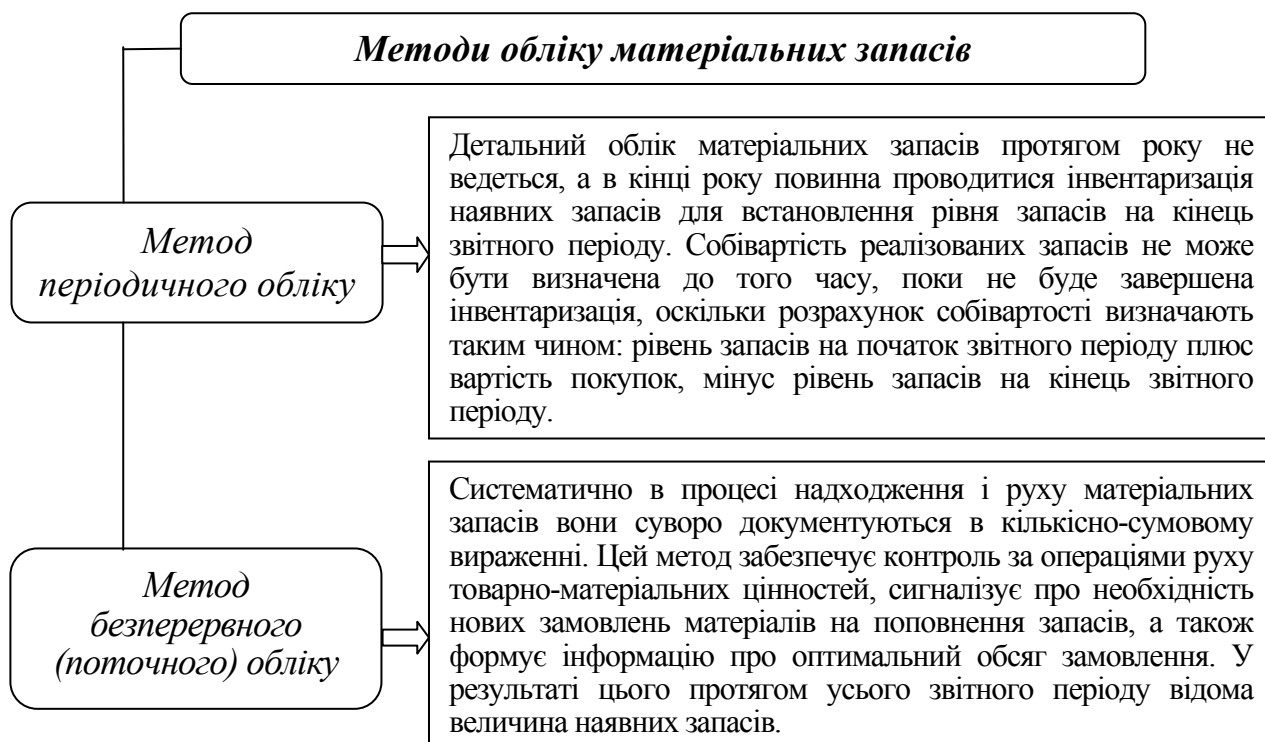 Методи обліку матеріальних запасів
Метод
періодичного обліку
Детальний облік матеріальних запасів протягом року не
ведеться, а в кінці року повинна проводитися інвентаризація
наявних запасів для встановлення рівня запасів на кінець
звітного періоду. Собівартість реалізованих запасів не може
бути визначена до того часу, поки не буде завершена
інвентаризація, оскільки розрахунок собівартості визначають
таким чином: рівень запасів на початок звітного періоду плюс
вартість покупок, мінус рівень запасів на кінець звітного
періоду.
Метод
безперервного
(поточного) обліку
Систематично в процесі надходження і руху матеріальних
запасів вони суворо документуються в кількісно-сумовому
вираженні. Цей метод забезпечує контроль за операціями руху
товарно-матеріальних цінностей, сигналізує про необхідність
нових замовлень матеріалів на поповнення запасів, а також
формує інформацію про оптимальний обсяг замовлення. У
результаті цього протягом усього звітного періоду відома
величина наявних запасів.